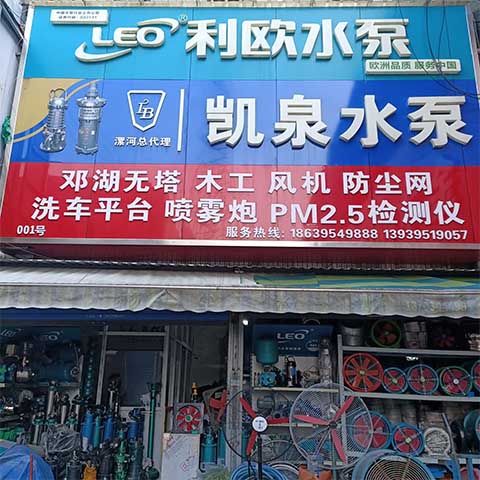 LEO® 利欧水泵
欧洲品质 服务中国
LB 凯泉水泵
漯河总代理
邓湖无塔 木工 风机 防尘网
洗车平台 喷雾炮 PM2.5检测仪
001号 服务热线: 18639549888 13939519057
LEO